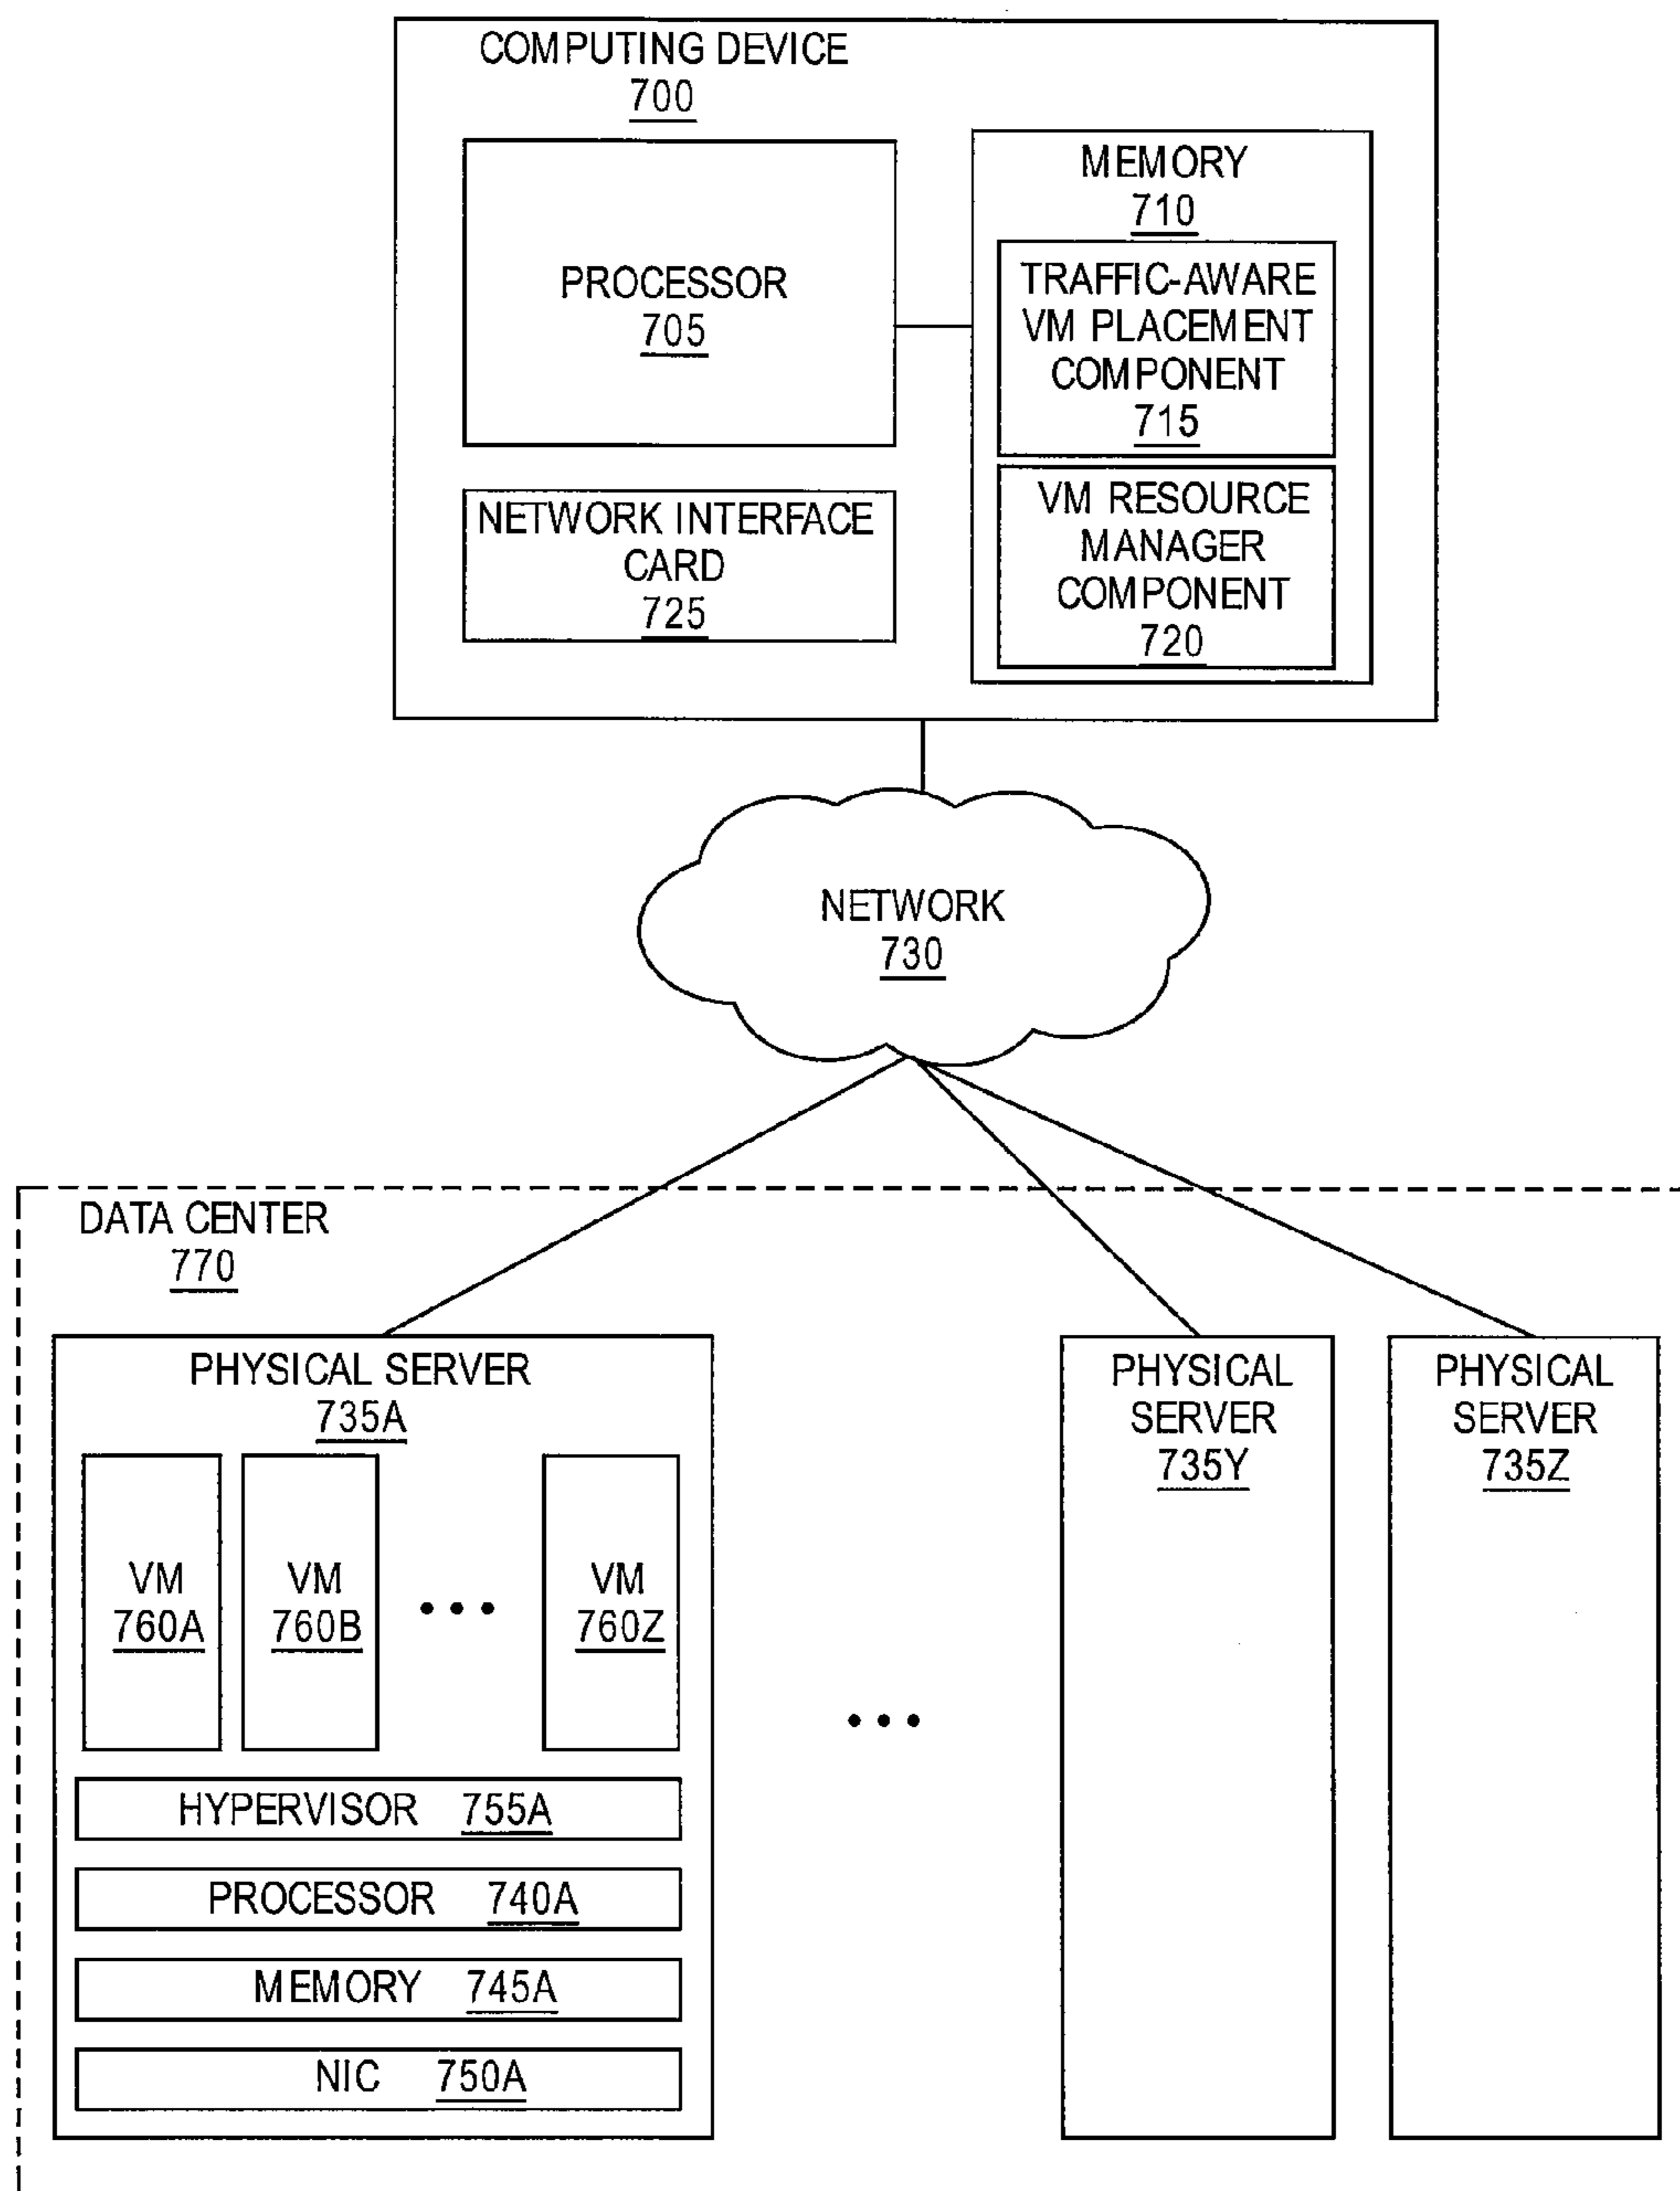 COMPUTING DEVICE
700
PROCESSOR
705
MEMORY
710
TRAFFIC-AWARE
VM PLACEMENT
COMPONENT
715
VM RESOURCE
MANAGER
COMPONENT
720
NETWORK INTERFACE
CARD
725
NETWORK
730
DATA CENTER
770
PHYSICAL SERVER
735A
VM
760A
VM
760B
• • •
VM
760Z
HYPERVISOR 755A
PROCESSOR 740A
MEMORY 745A
NIC 750A
• • •
PHYSICAL
SERVER
735Y
PHYSICAL
SERVER
735Z